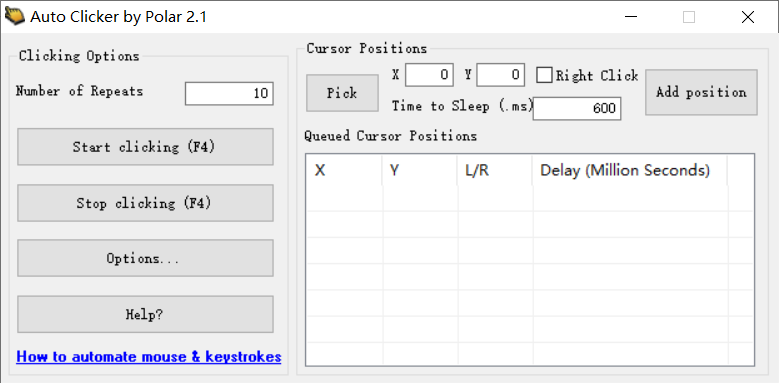 Auto Clicker by Polar 2.1
Clicking Options
Number of Repeats 10
Start clicking (F4)
Stop clicking (F4)
Options...
Help?
How to automate mouse & keystrokes
Cursor Positions
Pick
X 0 Y 0 Right Click
Time to Sleep (.ms) 600
Add position
Queued Cursor Positions
X Y L/R Delay (Million Seconds)